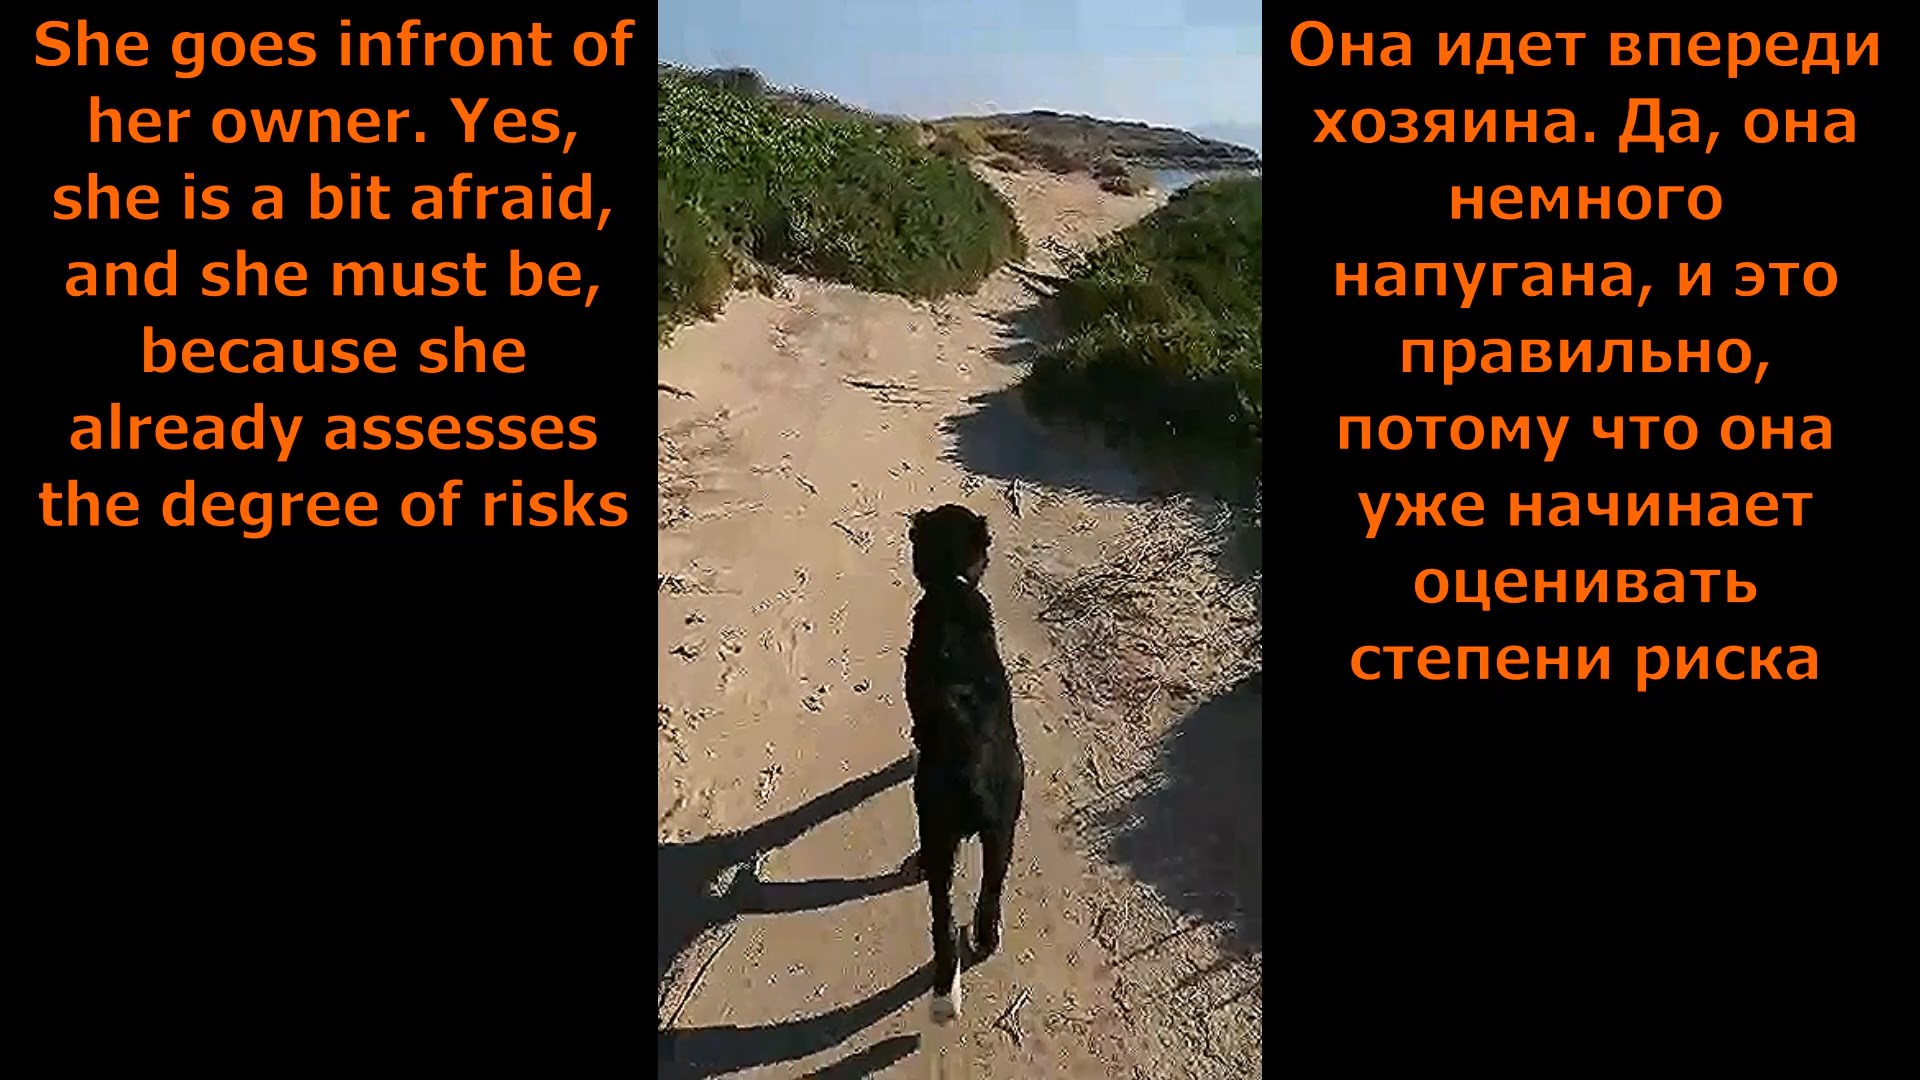 She goes infront of
her owner. Yes,
she is a bit afraid,
and she must be,
because she
already assesses
the degree of risks
Она идет впереди
хозяина. Да, она
немного
напугана, и это
правильно,
потому что она
уже начинает
оценивать
степени риска